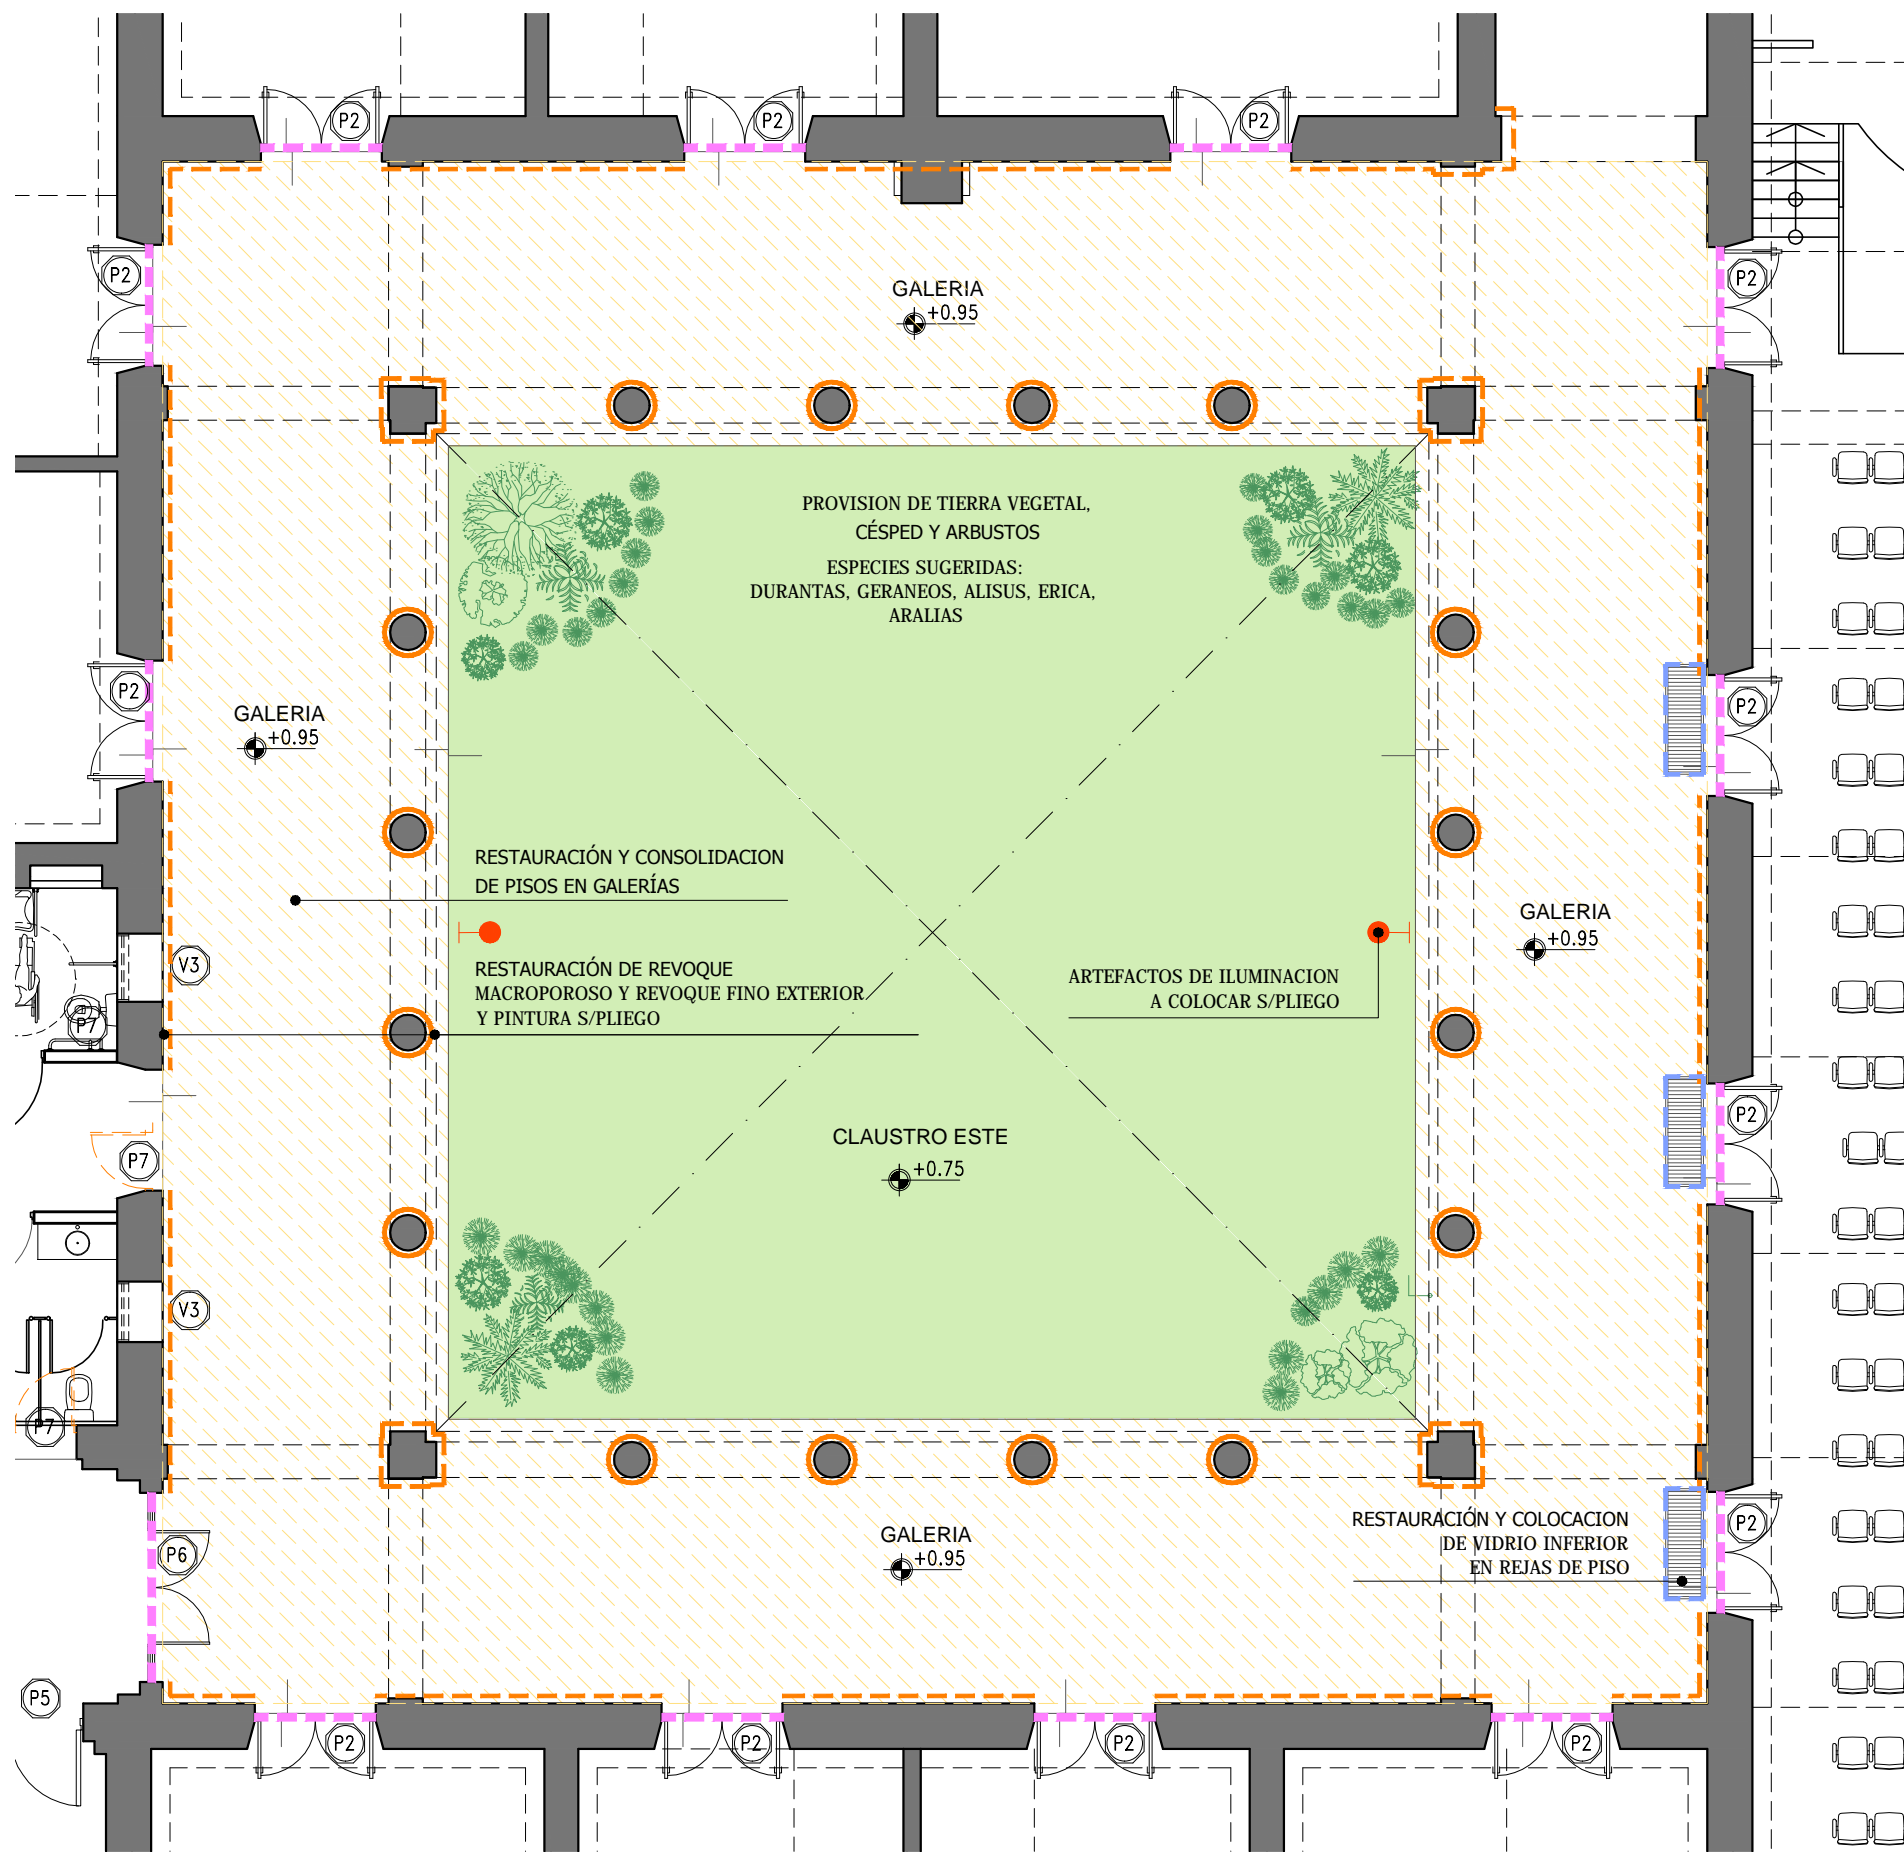 P2
P2
P2
P2
P2
GALERIA
+0.95
PROVISION DE TIERRA VEGETAL,
CÉSPED Y ARBUSTOS
ESPECIES SUGERIDAS:
DURANTAS, GERANEOS, ALISUS, ERICA,
ARALIAS
P2
GALERIA
+0.95
P2
RESTAURACIÓN Y CONSOLIDACION
DE PISOS EN GALERÍAS
GALERIA
+0.95
V3
RESTAURACIÓN DE REVOQUE
MACROPOROSO Y REVOQUE FINO EXTERIOR
Y PINTURA S/PLIEGO
ARTEFACTOS DE ILUMINACION
A COLOCAR S/PLIEGO
P7
P2
CLAUSTRO ESTE
+0.75
P7
V3
P7
RESTAURACIÓN Y COLOCACION
DE VIDRIO INFERIOR
EN REJAS DE PISO
P2
GALERIA
+0.95
P6
P5
P2
P2
P2
P2